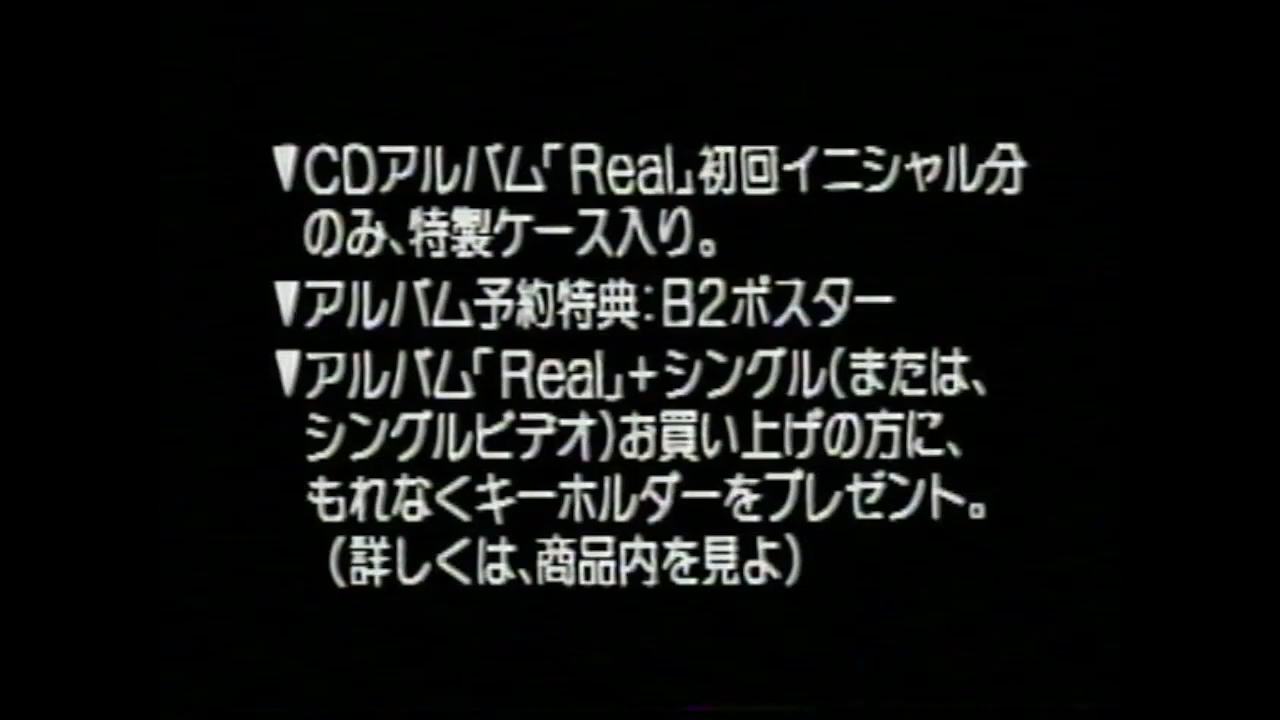 ▼CDアルバム「Real」初回イニシャル分
のみ、特製ケース入り。
▼アルバム予約特典:B2ポスター
▼アルバム「Real」+シングル(または、
シングルビデオ)お買い上げの方に、
もれなくキーホルダーをプレゼント。
(詳しくは、商品内を見よ)